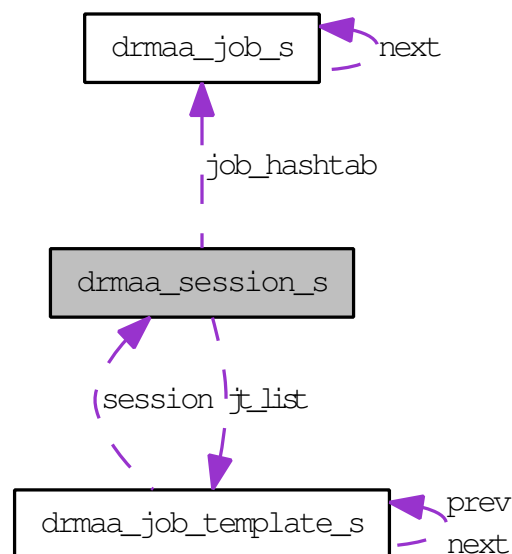 drmaa_job_s
next
job_hashtab
drmaa_session_s
session
jt_list
prev
drmaa_job_template_s
next